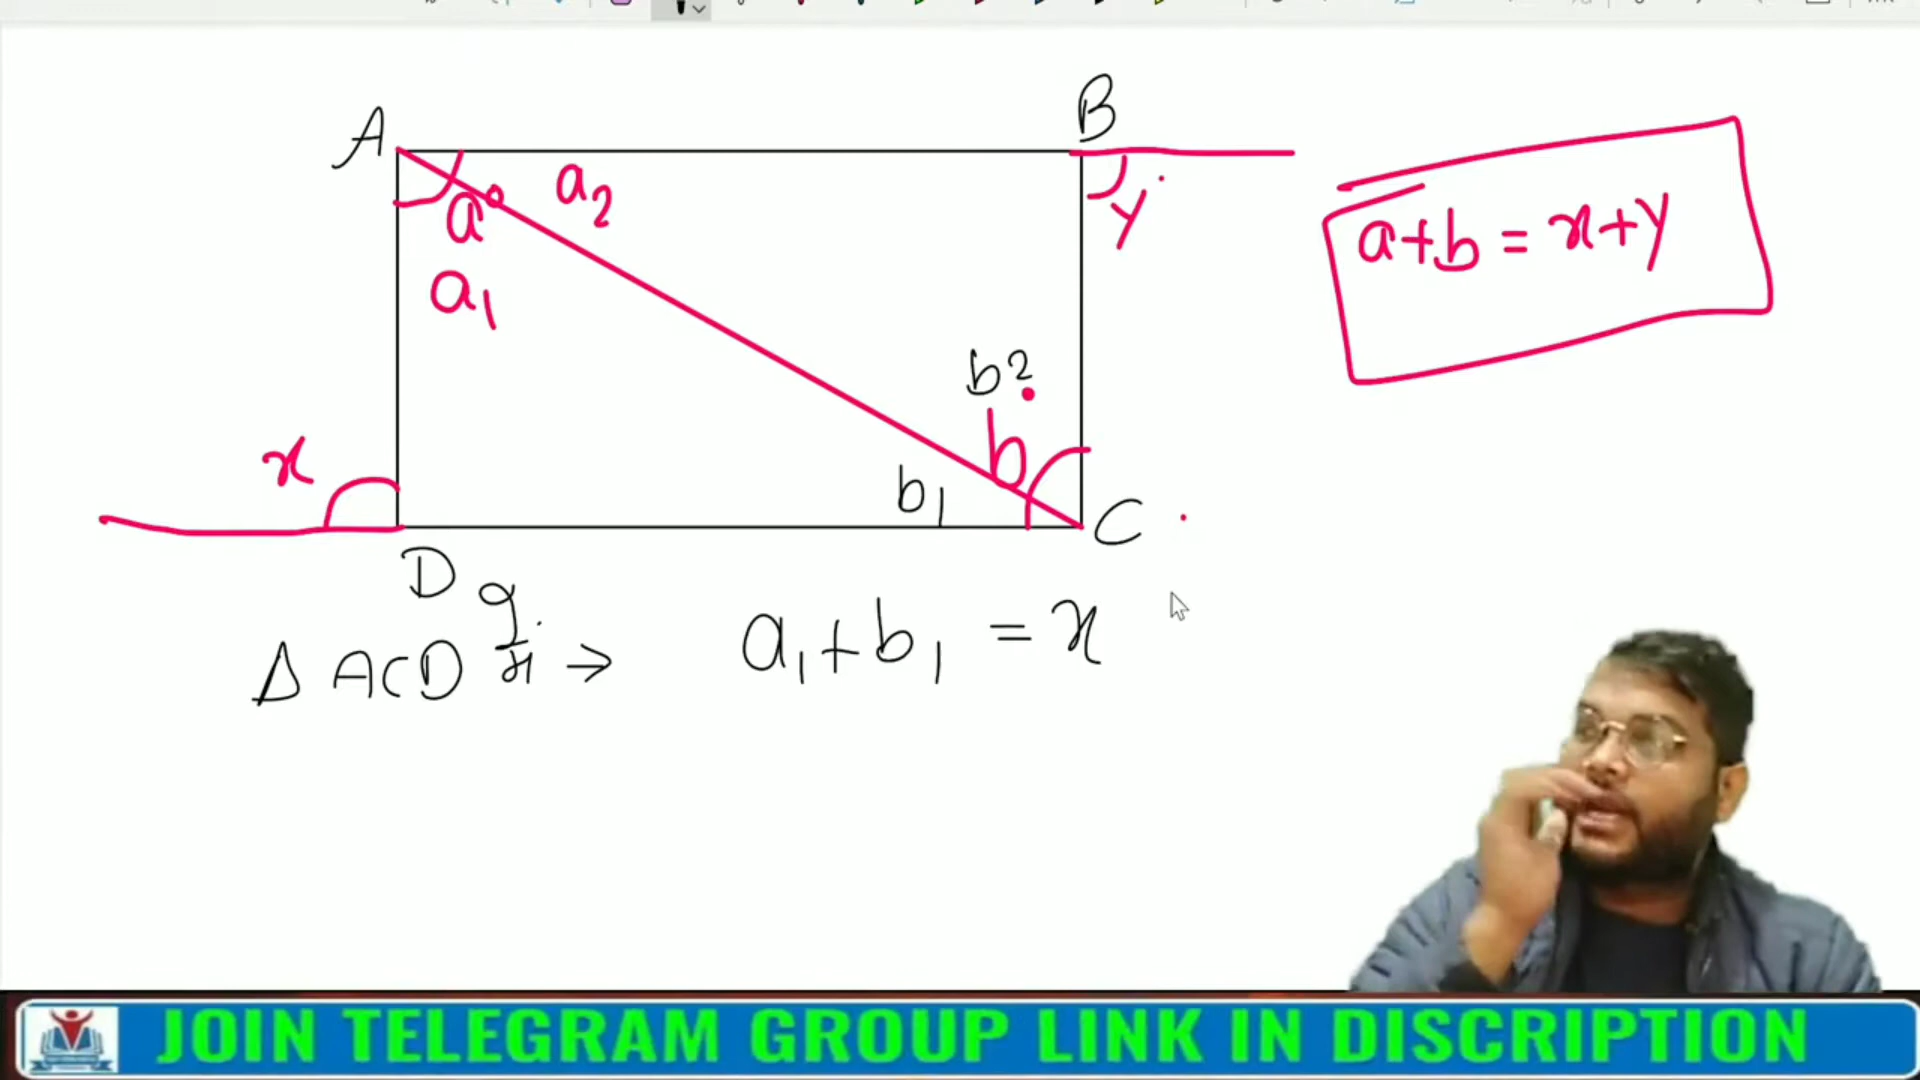 A
B
a°
a₂
y
a+b = x+y
a₁
b2
b
x
b₁
C
D
Δ ACD में → a₁+b₁ = x
JOIN TELEGRAM GROUP LINK IN DISCRIPTION